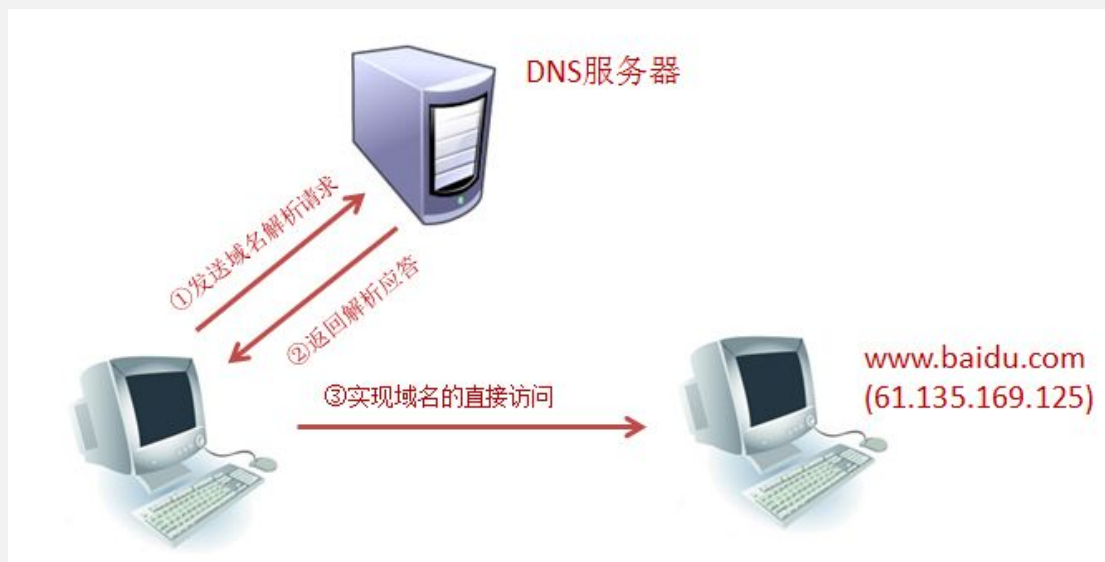 DNS服务器
①发送域名解析请求
②返回解析应答
③实现域名的直接访问
www.baidu.com
(61.135.169.125)